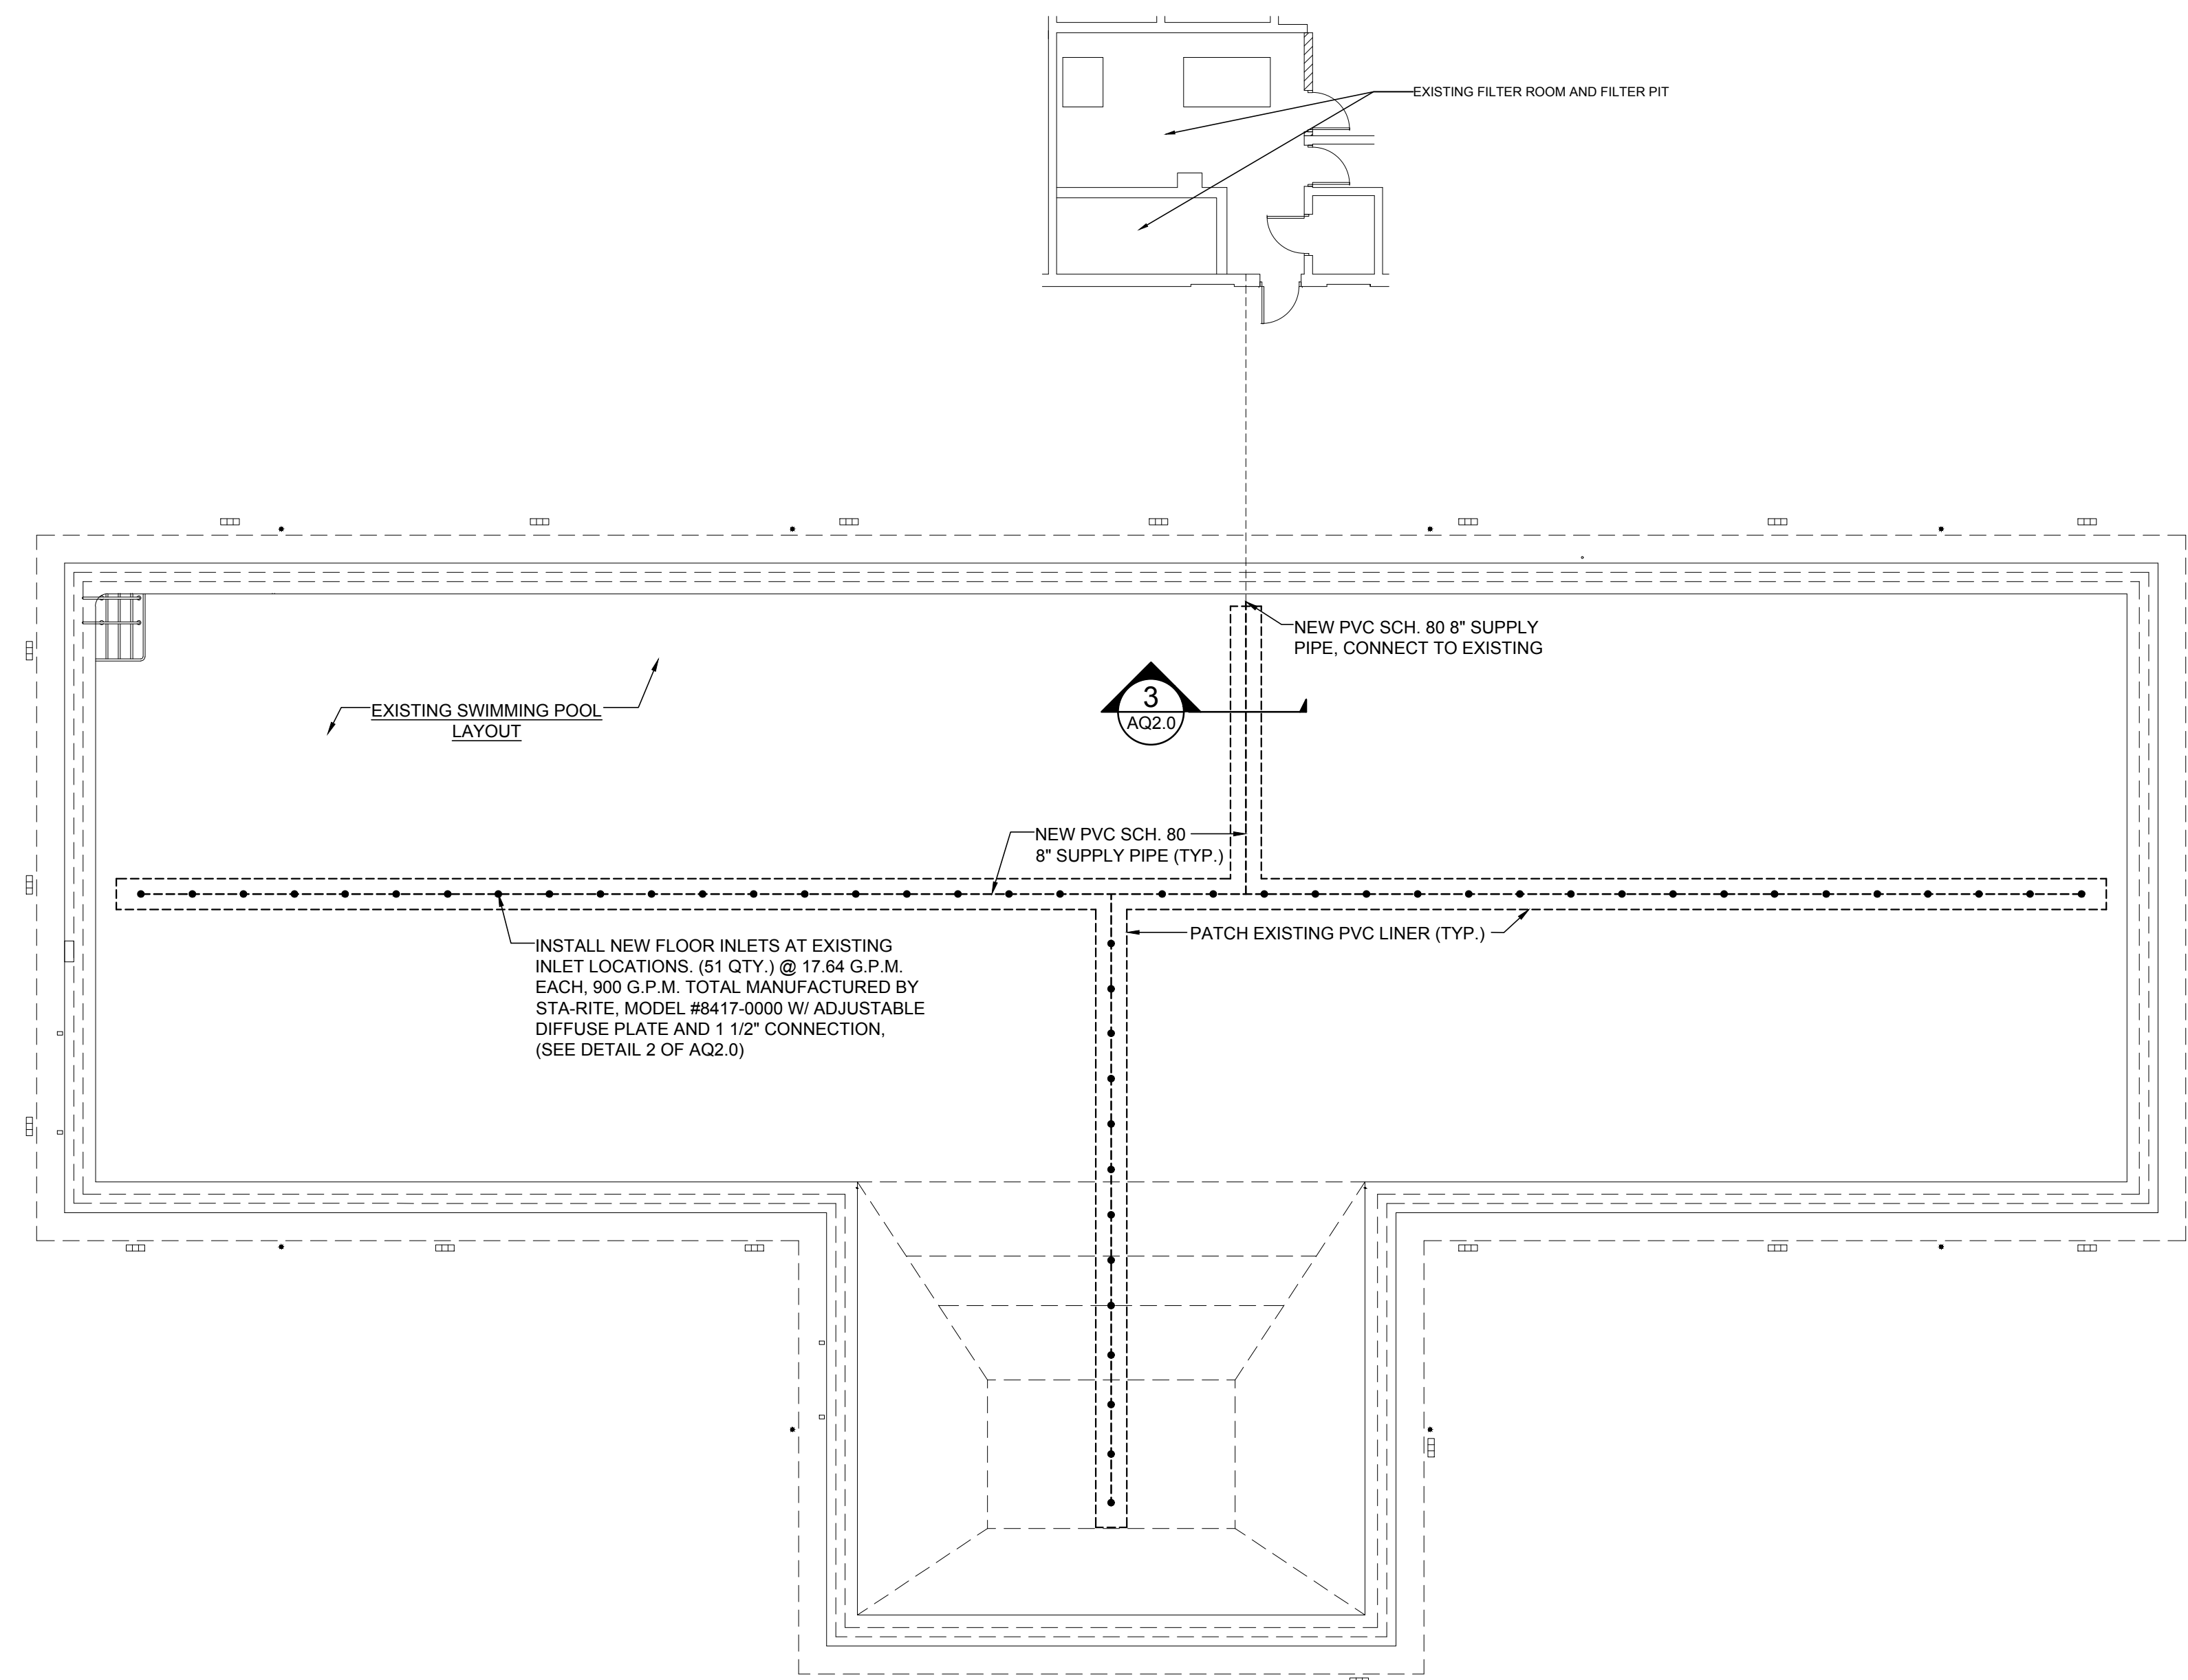 EXISTING FILTER ROOM AND FILTER PIT
NEW PVC SCH. 80 8" SUPPLY
PIPE, CONNECT TO EXISTING
3
AQ2.0
EXISTING SWIMMING POOL
LAYOUT
NEW PVC SCH. 80
8" SUPPLY PIPE (TYP.)
PATCH EXISTING PVC LINER (TYP.)
INSTALL NEW FLOOR INLETS AT EXISTING
INLET LOCATIONS. (51 QTY.) @ 17.64 G.P.M.
EACH, 900 G.P.M. TOTAL MANUFACTURED BY
STA-RITE, MODEL #8417-0000 W/ ADJUSTABLE
DIFFUSE PLATE AND 1 1/2" CONNECTION,
(SEE DETAIL 2 OF AQ2.0)